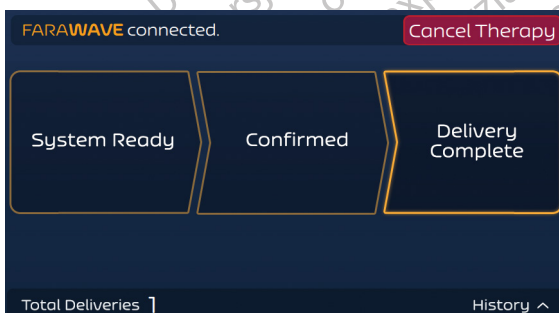 FARAWAVE connected.
Cancel Therapy
System Ready
Confirmed
Delivery
Complete
Total Deliveries 1
History